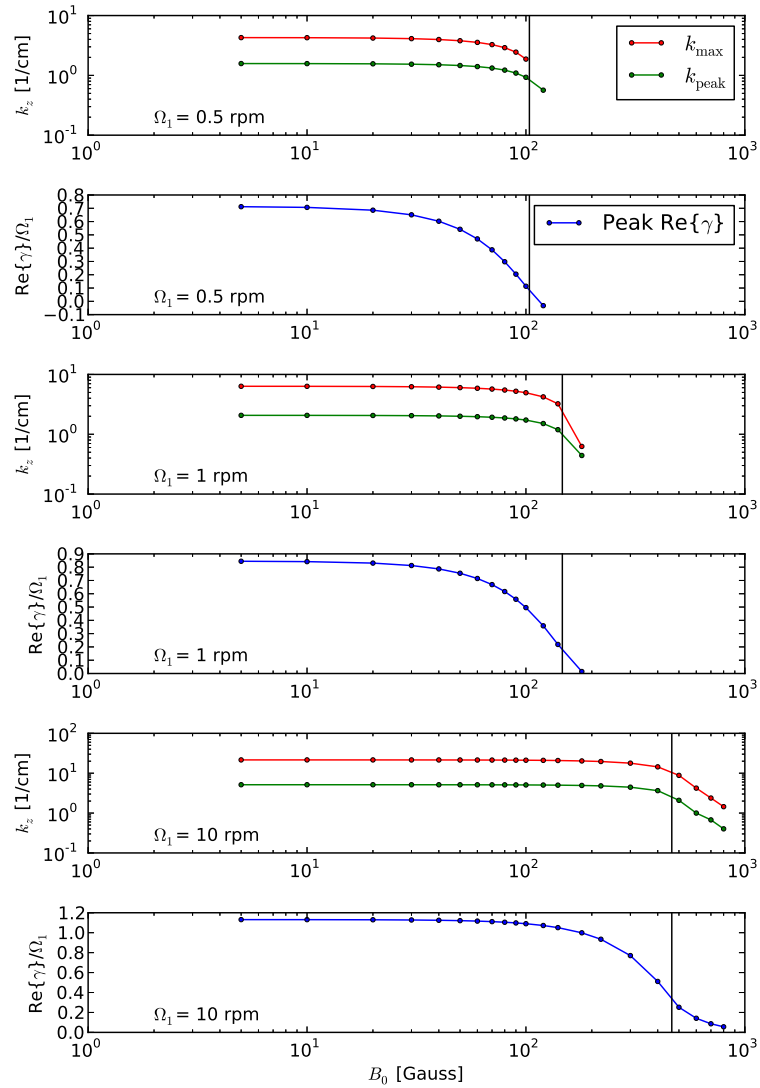 10¹
10⁰
10⁻¹
k_z [1/cm]
Ω₁ = 0.5 rpm
k_max
k_peak
10⁰ 10¹ 10² 10³
0.8
0.7
0.6
0.5
0.4
0.3
0.2
0.1
0.0
−0.1
Re{γ}/Ω₁
Ω₁ = 0.5 rpm
Peak Re{γ}
10⁰ 10¹ 10² 10³
10¹
10⁰
10⁻¹
k_z [1/cm]
Ω₁ = 1 rpm
10⁰ 10¹ 10² 10³
0.9
0.8
0.7
0.6
0.5
0.4
0.3
0.2
0.1
0.0
Re{γ}/Ω₁
Ω₁ = 1 rpm
10⁰ 10¹ 10² 10³
10²
10¹
10⁰
10⁻¹
k_z [1/cm]
Ω₁ = 10 rpm
10⁰ 10¹ 10² 10³
1.2
1.0
0.8
0.6
0.4
0.2
0.0
Re{γ}/Ω₁
Ω₁ = 10 rpm
10⁰ 10¹ 10² 10³
B₀ [Gauss]